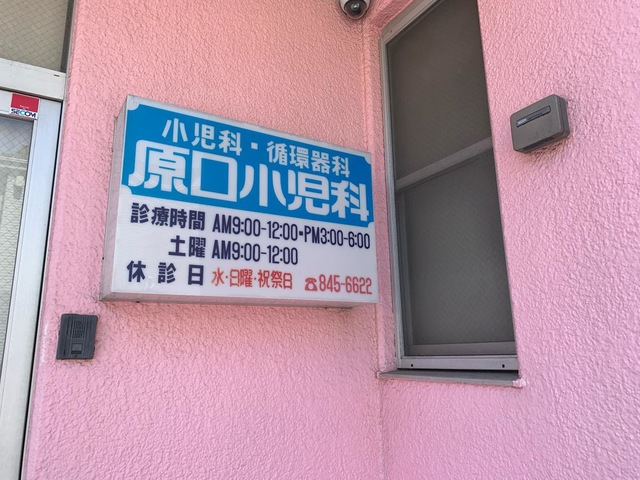 SECOM
小児科・循環器科
原口小児科
診療時間 AM9:00-12:00・PM3:00-6:00
土曜 AM9:00-12:00
休診日 水・日曜・祝祭日 ☎845-6622